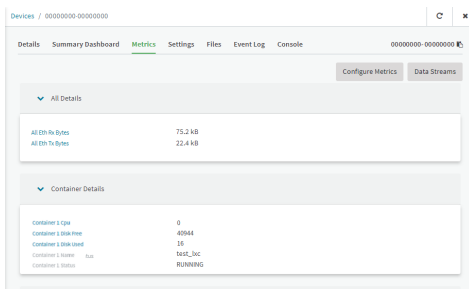 Devices / 00000000-00000000
Details Summary Dashboard Metrics Settings Files Event Log Console 00000000-00000000
Configure Metrics Data Streams
All Details
All Eth Rx Bytes 75.2 kB
All Eth Tx Bytes 22.4 kB
Container Details
Container 1 Cpu 0
Container 1 Disk Free 40944
Container 1 Disk Used 16
Container 1 Name test_lxc
Container 1 Status RUNNING